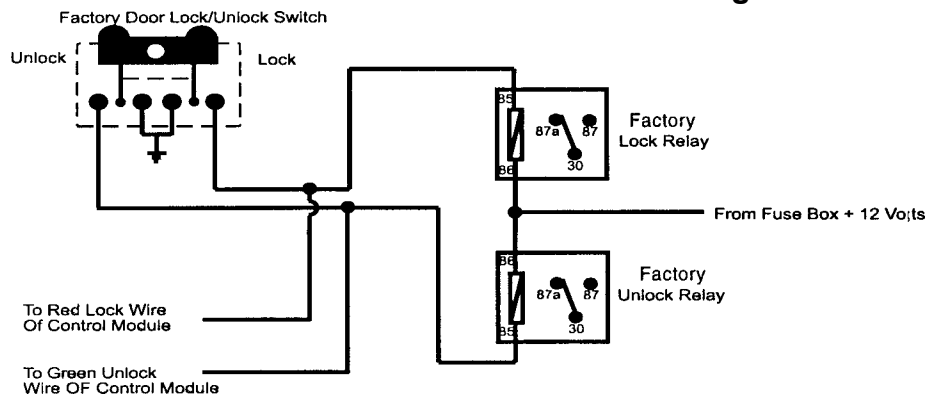 Factory Door Lock/Unlock Switch
Unlock
Lock
85
87a
87
86
30
Factory
Lock Relay
From Fuse Box + 12 Vo;ts
86
87a
87
85
30
Factory
Unlock Relay
To Red Lock Wire
Of Control Module
To Green Unlock
Wire OF Control Module